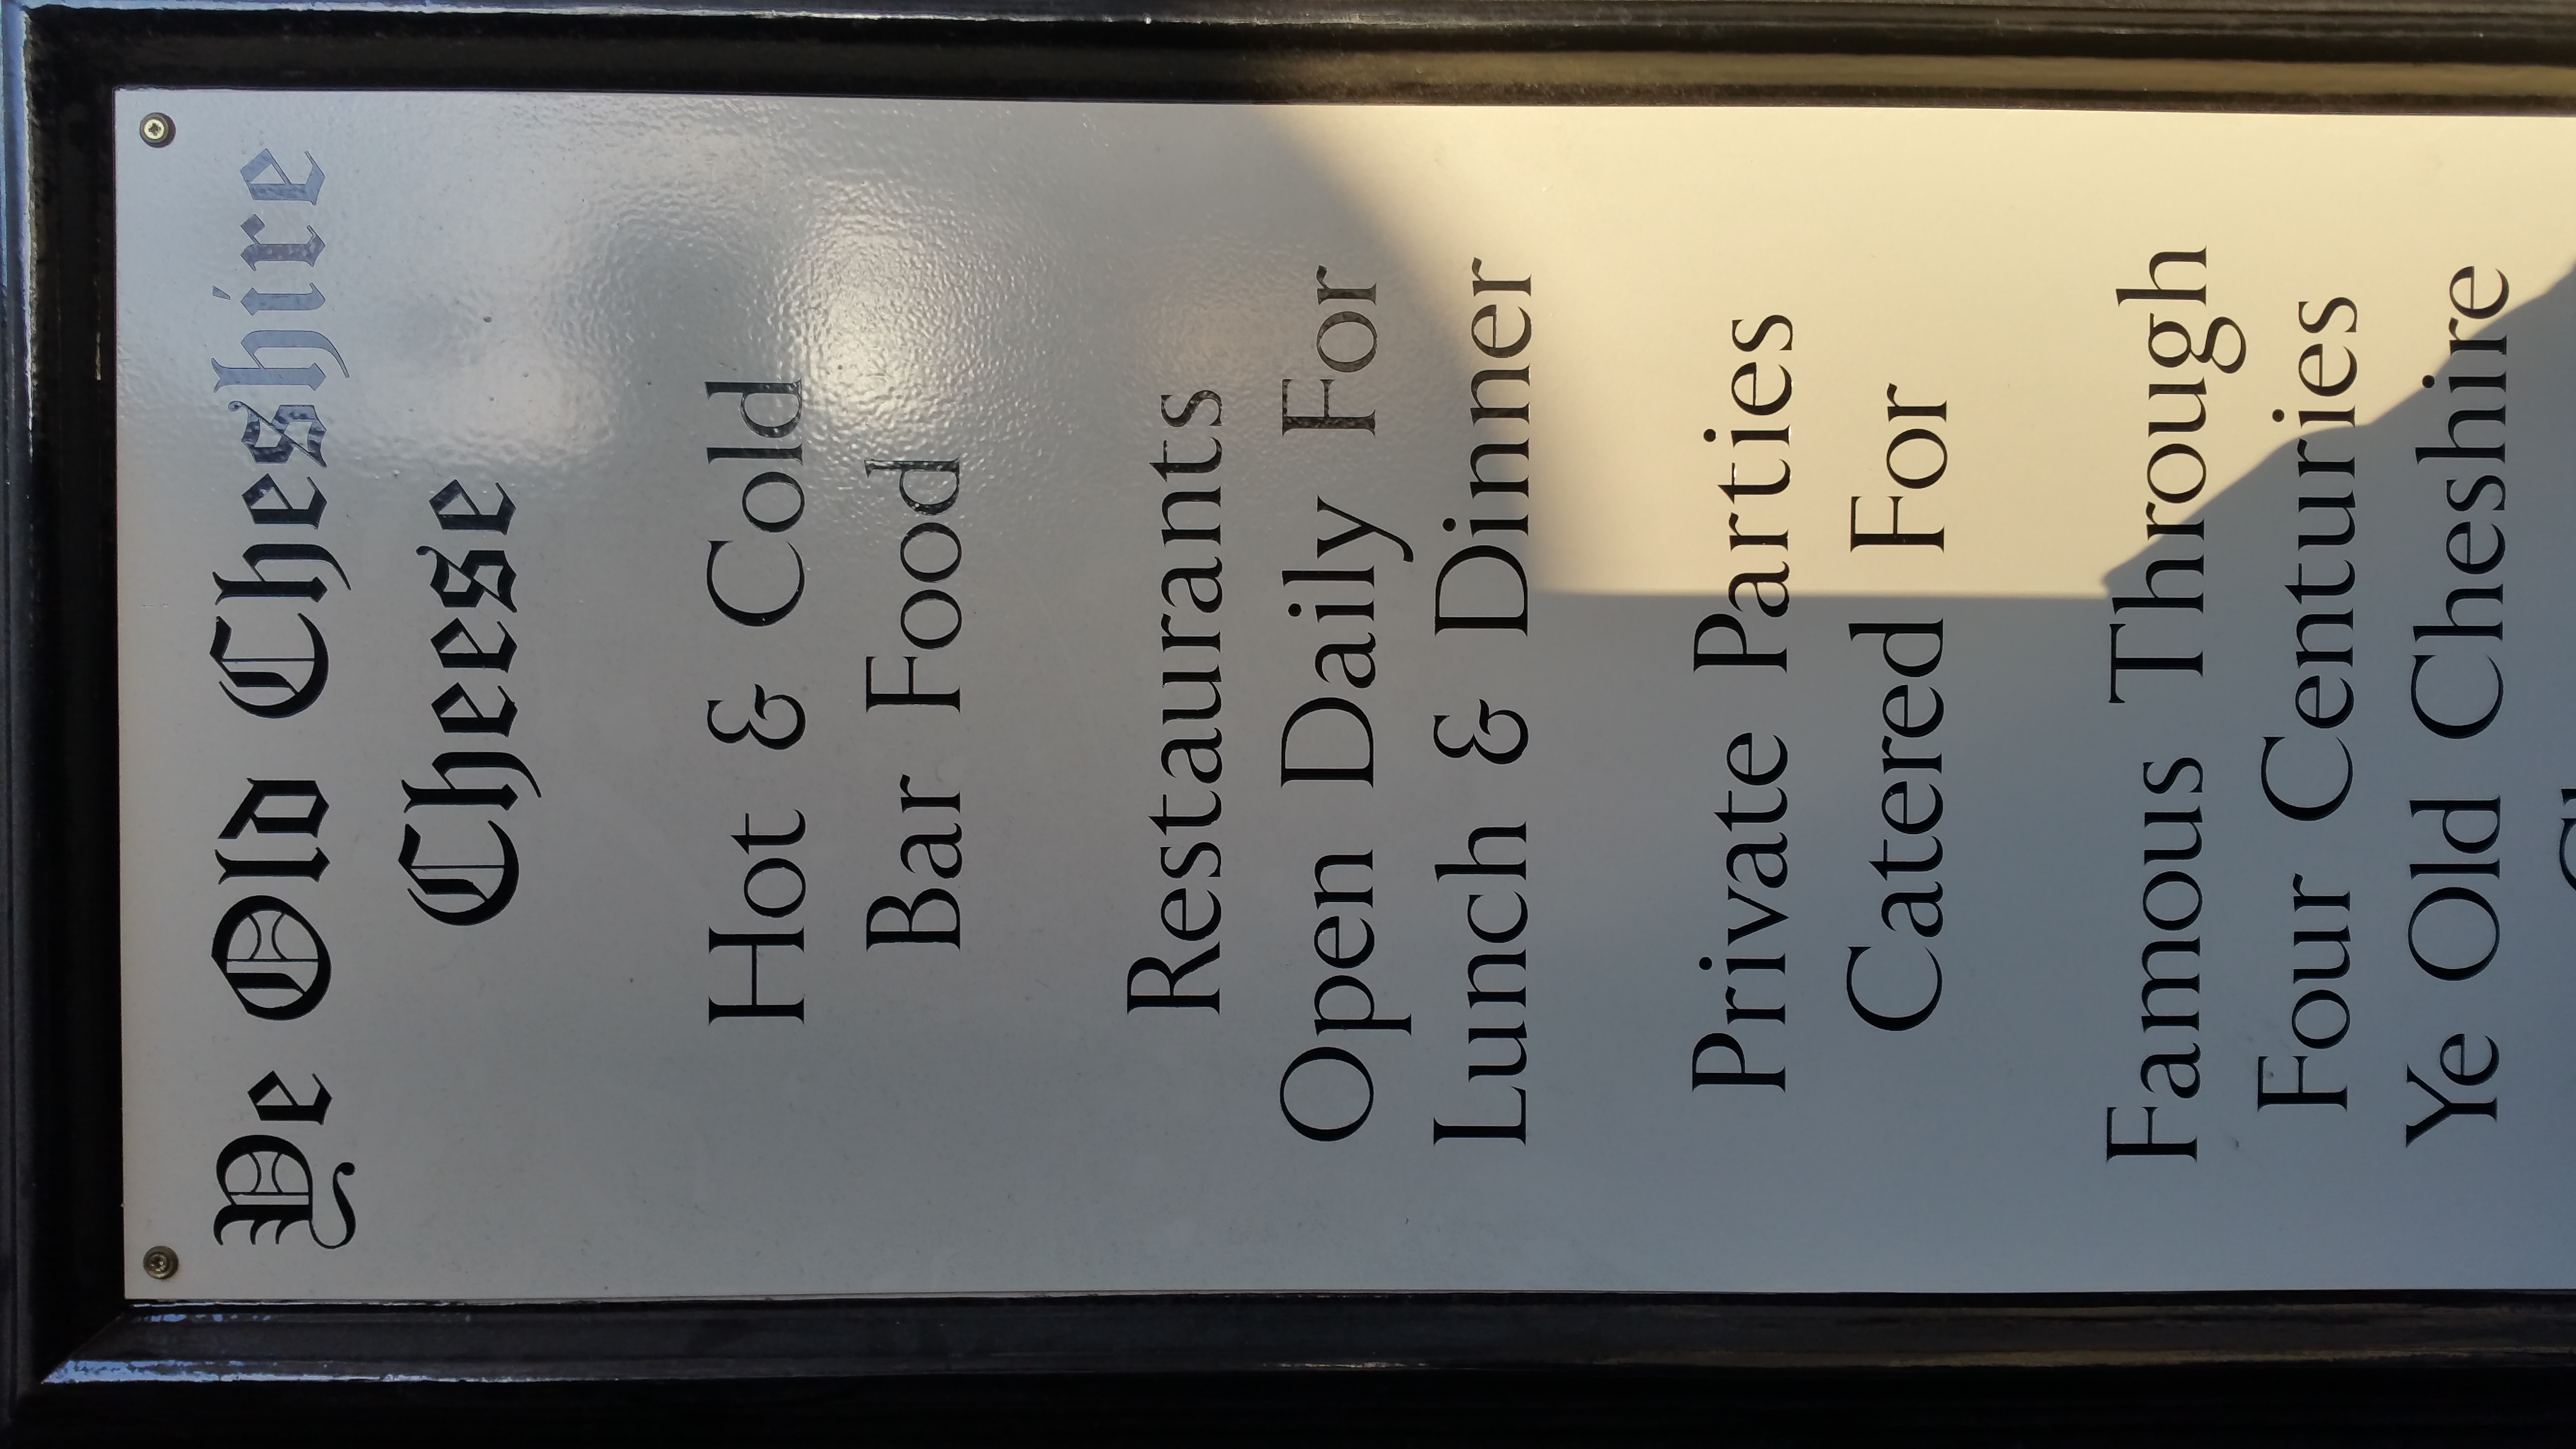 Ye Old Cheshire
Cheese
Hot & Cold
Bar Food
Restaurants
Open Daily For
Lunch & Dinner
Private Parties
Catered For
Famous Through
Four Centuries
Ye Old Cheshire